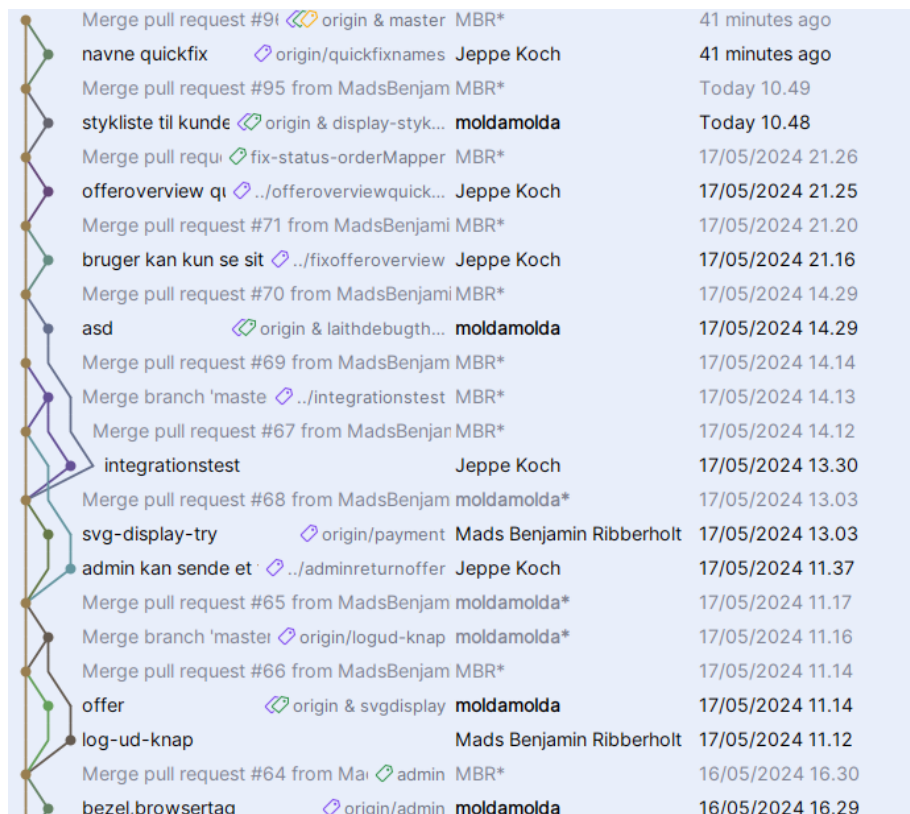 Merge pull request #96 origin & master MBR* 41 minutes ago
navne quickfix origin/quickfixnames Jeppe Koch 41 minutes ago
Merge pull request #95 from MadsBenjam MBR* Today 10.49
stykliste til kunde origin & display-styk... moldamolda Today 10.48
Merge pull requ fix-status-orderMapper MBR* 17/05/2024 21.26
offeroverview qu ../offeroverviewquick... Jeppe Koch 17/05/2024 21.25
Merge pull request #71 from MadsBenjami MBR* 17/05/2024 21.20
bruger kan kun se sit ../fixofferoverview Jeppe Koch 17/05/2024 21.16
Merge pull request #70 from MadsBenjami MBR* 17/05/2024 14.29
asd origin & laithdebugth... moldamolda 17/05/2024 14.29
Merge pull request #69 from MadsBenjam MBR* 17/05/2024 14.14
Merge branch 'maste ../integrationstest MBR* 17/05/2024 14.13
Merge pull request #67 from MadsBenjan MBR* 17/05/2024 14.12
integrationstest Jeppe Koch 17/05/2024 13.30
Merge pull request #68 from MadsBenjam moldamolda* 17/05/2024 13.03
svg-display-try origin/payment Mads Benjamin Ribberholt 17/05/2024 13.03
admin kan sende et ../adminreturnoffer Jeppe Koch 17/05/2024 11.37
Merge pull request #65 from MadsBenjam moldamolda* 17/05/2024 11.17
Merge branch 'master origin/logud-knap moldamolda* 17/05/2024 11.16
Merge pull request #66 from MadsBenjam MBR* 17/05/2024 11.14
offer origin & svgdisplay moldamolda 17/05/2024 11.14
log-ud-knap Mads Benjamin Ribberholt 17/05/2024 11.12
Merge pull request #64 from Mad admin MBR* 16/05/2024 16.30
bezel.browsertag origin/admin moldamolda 16/05/2024 16.29